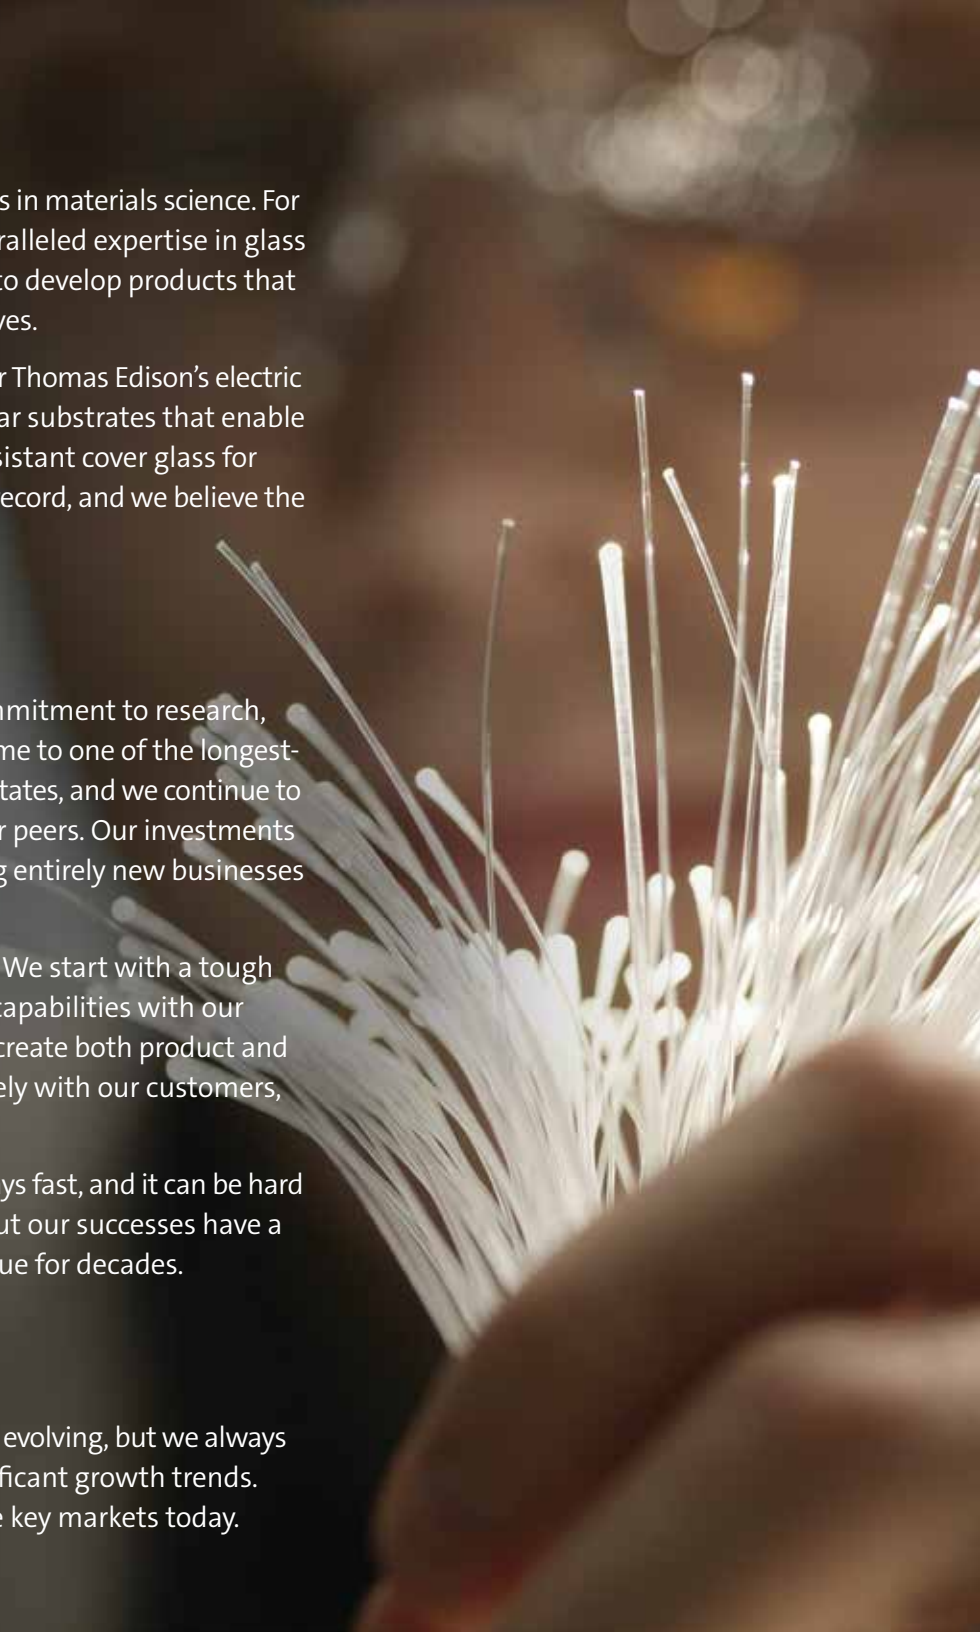 s in materials science. For
ralleled expertise in glass
to develop products that
ves.
r Thomas Edison’s electric
ar substrates that enable
sistant cover glass for
record, and we believe the
mmitment to research,
me to one of the longest-
tates, and we continue to
r peers. Our investments
g entirely new businesses
We start with a tough
capabilities with our
create both product and
ely with our customers,
ys fast, and it can be hard
ut our successes have a
ue for decades.
evolving, but we always
ficant growth trends.
e key markets today.